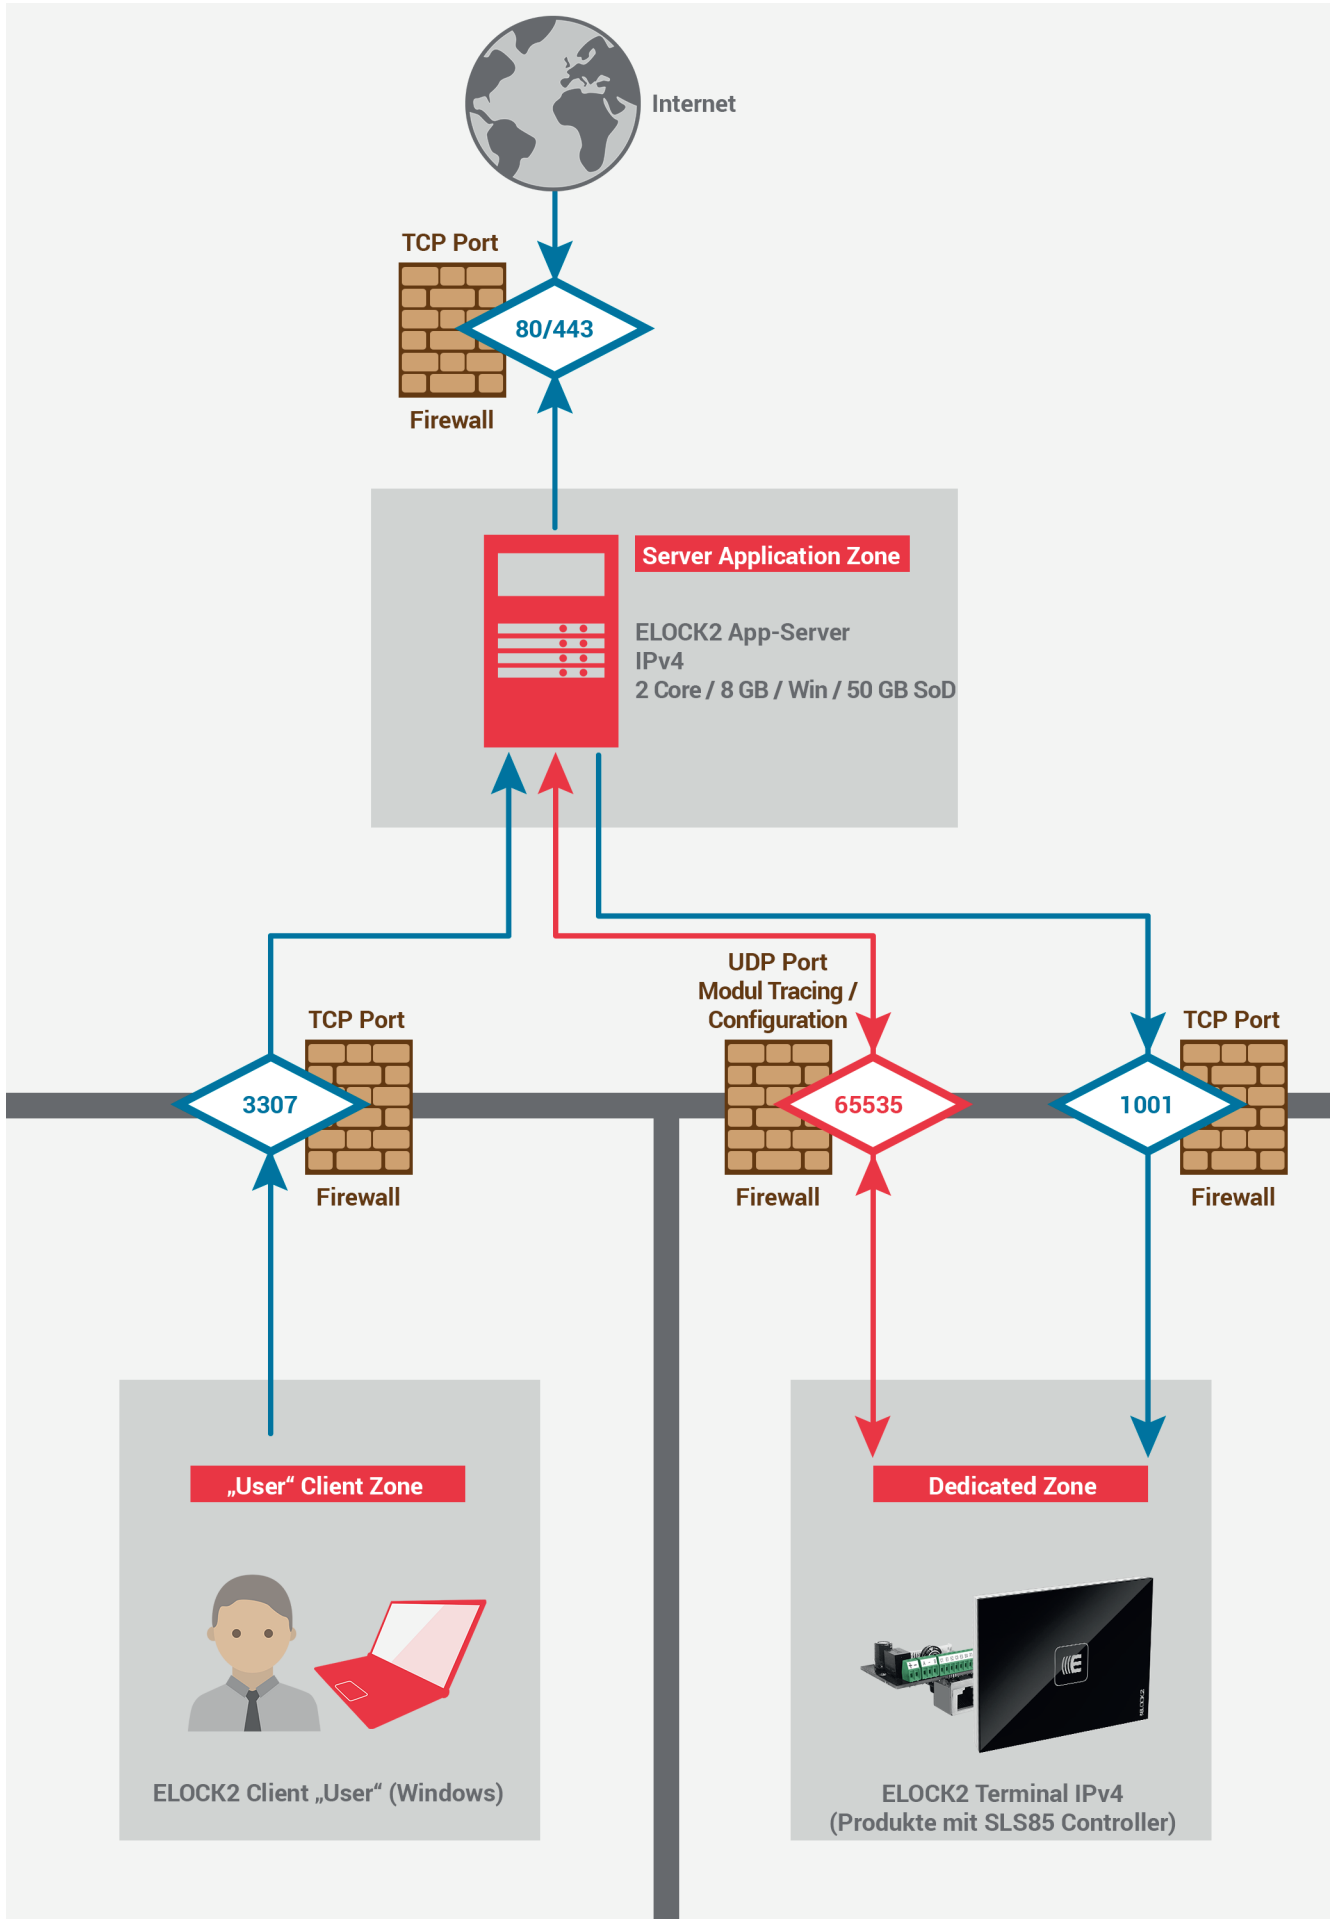 Internet
TCP Port
80/443
Firewall
Server Application Zone
ELOCK2 App-Server
IPv4
2 Core / 8 GB / Win / 50 GB SoD
UDP Port
Modul Tracing /
Configuration
TCP Port
TCP Port
3307
65535
1001
Firewall
Firewall
Firewall
„User“ Client Zone
Dedicated Zone
E
ELOCK2
ELOCK2 Client „User“ (Windows)
ELOCK2 Terminal IPv4
(Produkte mit SLS85 Controller)